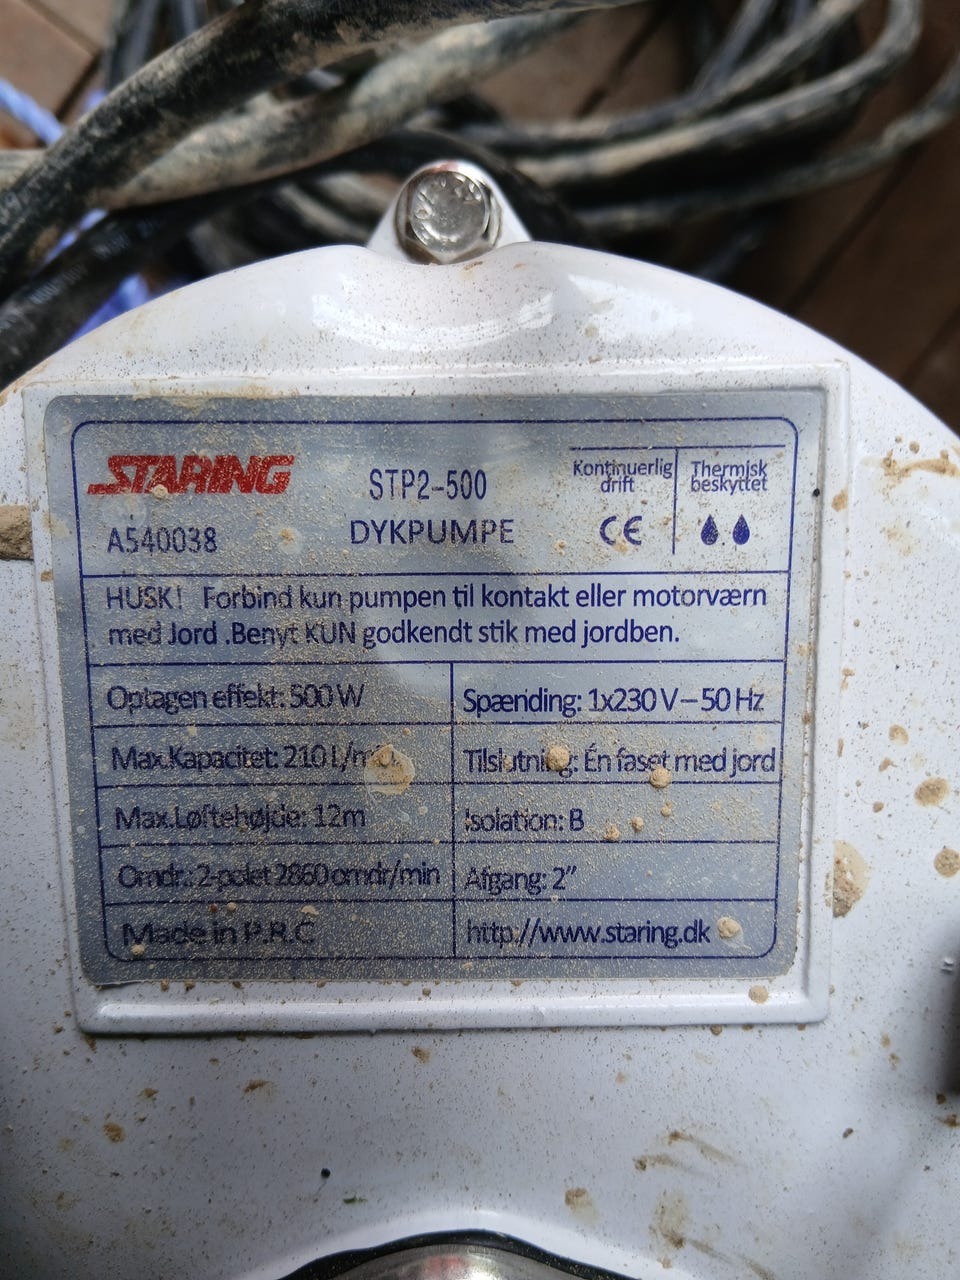 STARING
STP2-500
Kontinuerlig drift
Thermisk beskyttet
A540038
DYKPUMPE
CE
HUSK! Forbind kun pumpen til kontakt eller motorværn
med Jord .Benyt KUN godkendt stik med jordben.
Optagen effekt: 500 W
Spænding: 1x230 V – 50 Hz
Max.Kapacitet: 210 l/min
Tilslutning: Én faset med jord
Max.Løftehøjde: 12m
Isolation: B
Omdr.: 2-polet 2860 omdr/min
Afgang: 2”
Made in P.R.C
http://www.staring.dk